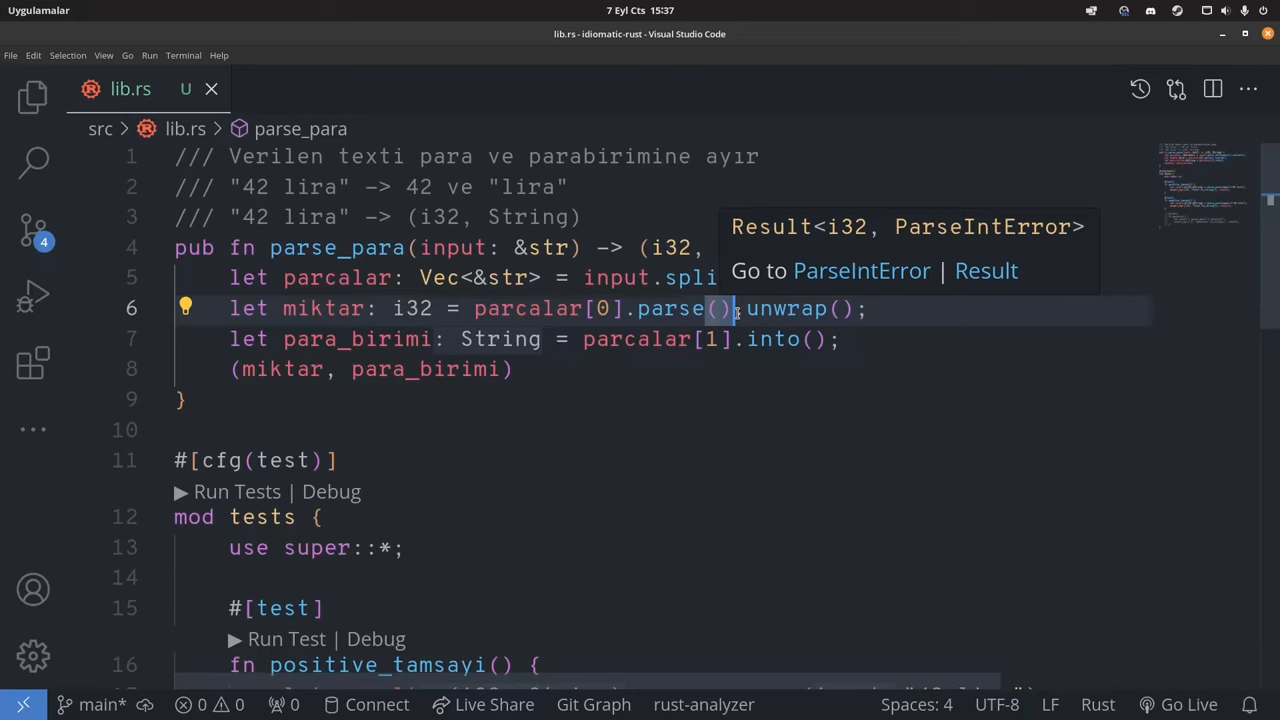 Uygulamalar
7 Eyl Cts 15:37
lib.rs - idiomatic-rust - Visual Studio Code
File Edit Selection View Go Run Terminal Help
lib.rs U
src > lib.rs > parse_para
1 /// Verilen texti para ve parabirimine ayır
2 /// "42 lira" -> 42 ve "lira"
3 /// "42 lira" -> (i32, String)
4 pub fn parse_para(input: &str) -> (i32,
Result<i32, ParseIntError>
Go to ParseIntError | Result
5 let parcalar: Vec<&str> = input.spli
6 let miktar: i32 = parcalar[0].parse().unwrap();
7 let para_birimi: String = parcalar[1].into();
8 (miktar, para_birimi)
9 }
10
11 #[cfg(test)]
▶ Run Tests | Debug
12 mod tests {
13 use super::*;
14
15 #[test]
▶ Run Test | Debug
16 fn positive_tamsayi() {
4
main* 0 0 0 Connect Live Share Git Graph rust-analyzer Spaces: 4 UTF-8 LF Rust Go Live